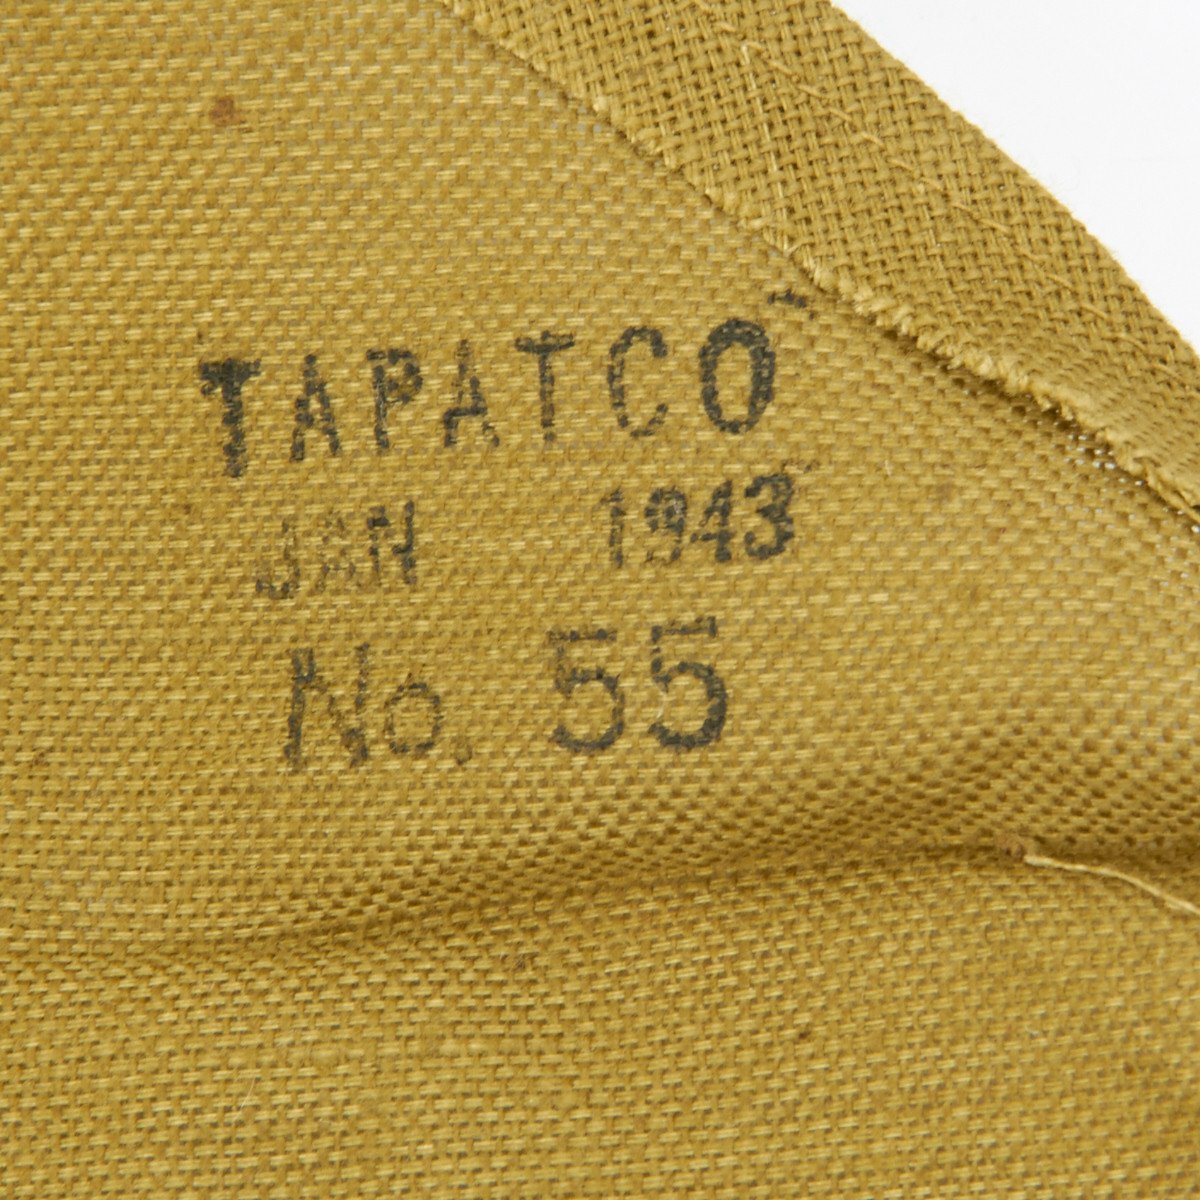 TAPATCO
JAN 1943
No. 55